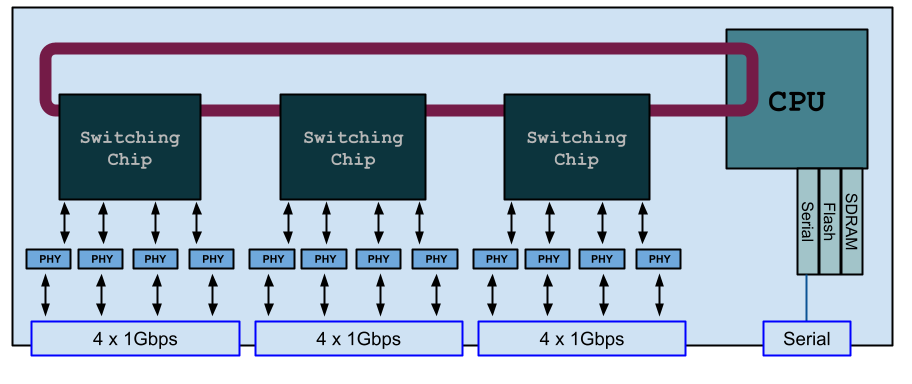 CPU
Switching
Chip
Switching
Chip
Switching
Chip
Serial
Flash
SDRAM
PHY
PHY
PHY
PHY
PHY
PHY
PHY
PHY
PHY
PHY
PHY
PHY
4 x 1Gbps
4 x 1Gbps
4 x 1Gbps
Serial